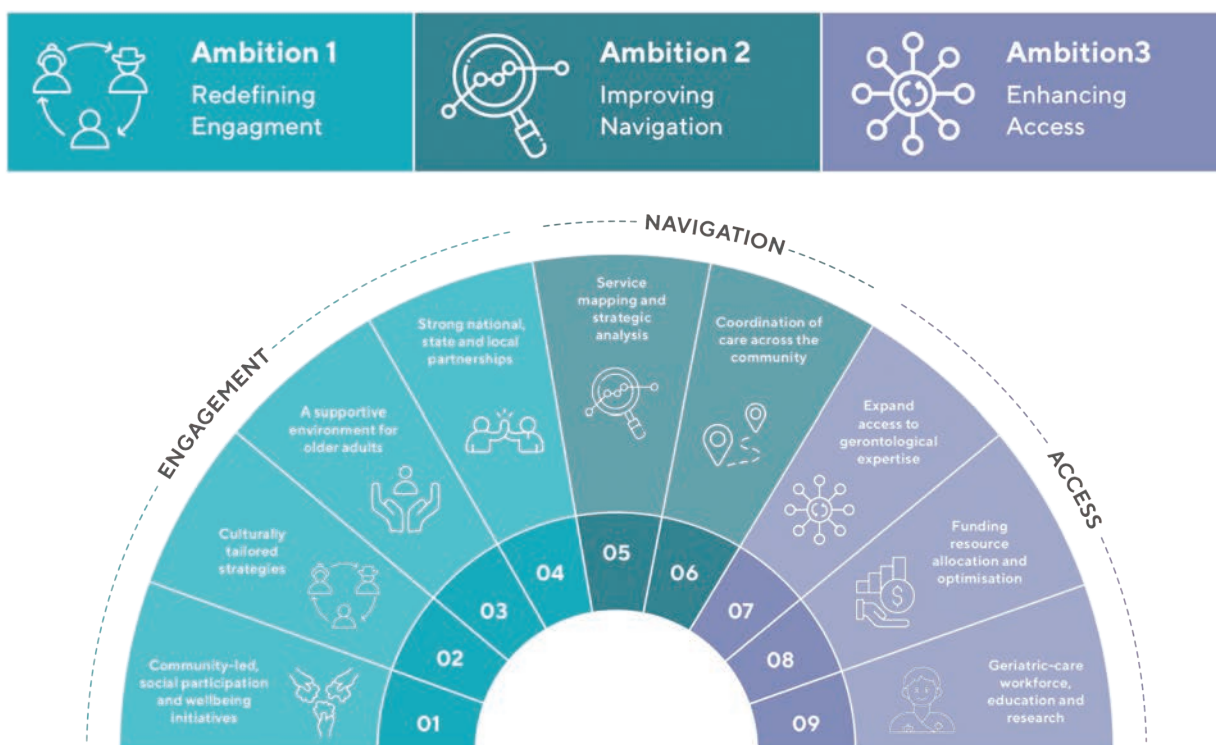 Ambition 1
Redefining
Engagment
Ambition 2
Improving
Navigation
Ambition3
Enhancing
Access
ENGAGEMENT
NAVIGATION
ACCESS
Community-led,
social participation
and wellbeing
initiatives
01
Culturally
tailored
strategies
02
A supportive
environment for
older adults
03
Strong national,
state and local
partnerships
04
Service
mapping and
strategic
analysis
05
Coordination of
care across the
community
06
Expand
access to
gerontological
expertise
07
Funding
resource
allocation and
optimisation
08
Geriatric-care
workforce,
education and
research
09